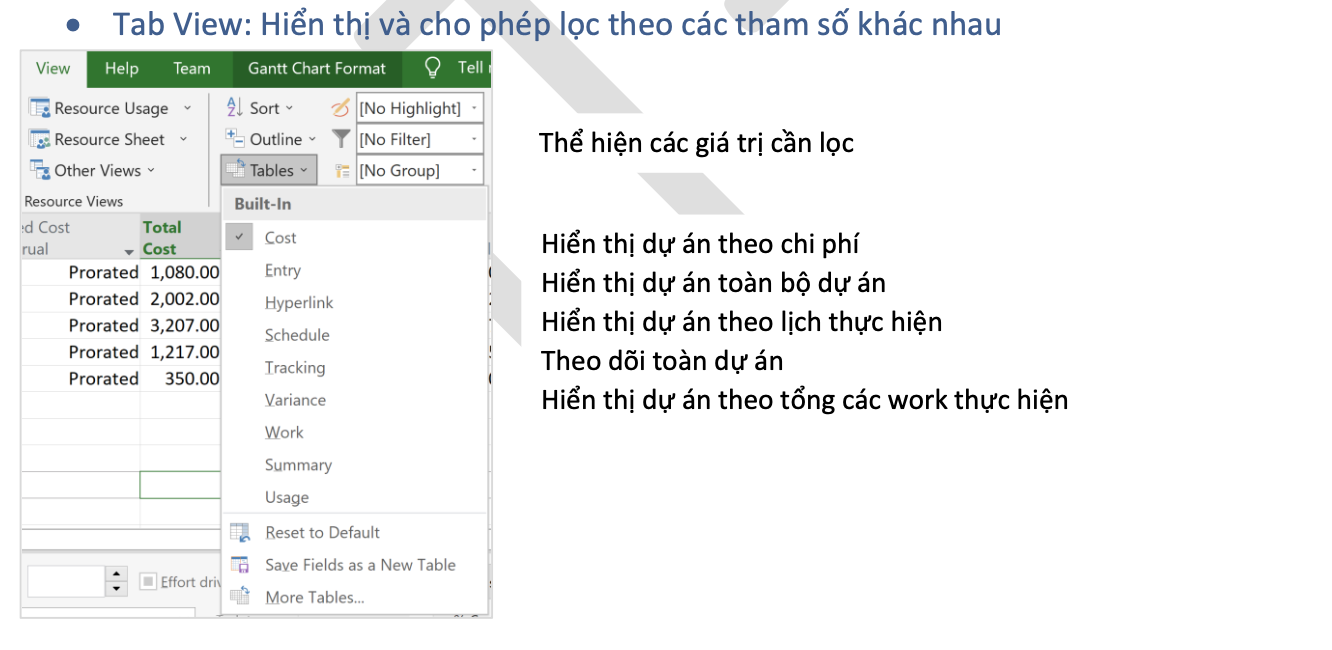 • Tab View: Hiển thị và cho phép lọc theo các tham số khác nhau
View Help Team Gantt Chart Format Tell
Resource Usage Sort [No Highlight]
Resource Sheet Outline [No Filter]
Other Views Tables [No Group]
Resource Views
Built-In
Cost Total
Cost
Prorated 1,080.00
Prorated 2,002.00
Prorated 3,207.00
Prorated 1,217.00
Prorated 350.00
Cost
Entry
Hyperlink
Schedule
Tracking
Variance
Work
Summary
Usage
Reset to Default
Save Fields as a New Table
More Tables...
Effort
Thể hiện các giá trị cần lọc
Hiển thị dự án theo chi phí
Hiển thị dự án toàn bộ dự án
Hiển thị dự án theo lịch thực hiện
Theo dõi toàn dự án
Hiển thị dự án theo tổng các work thực hiện